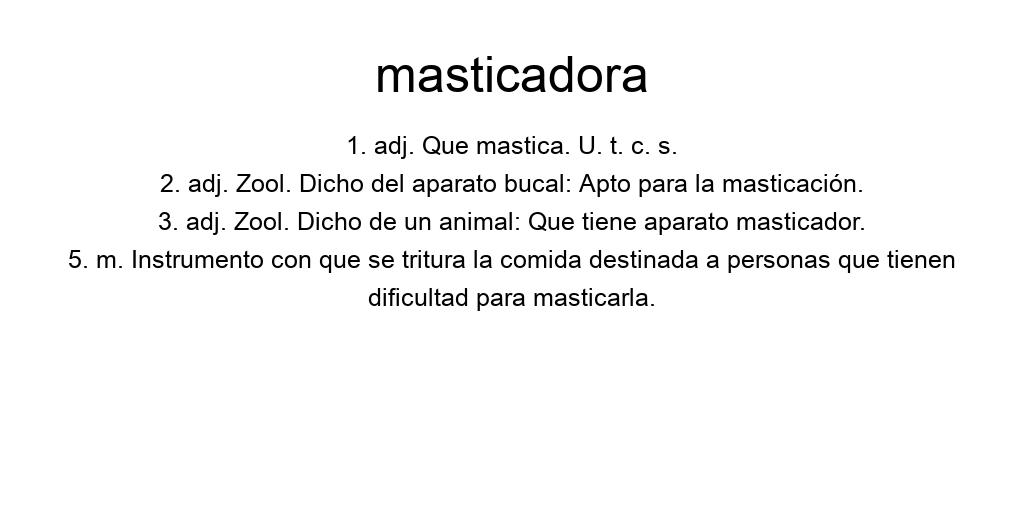 masticadora
1. adj. Que mastica. U. t. c. s.
2. adj. Zool. Dicho del aparato bucal: Apto para la masticación.
3. adj. Zool. Dicho de un animal: Que tiene aparato masticador.
5. m. Instrumento con que se tritura la comida destinada a personas que tienen
dificultad para masticarla.